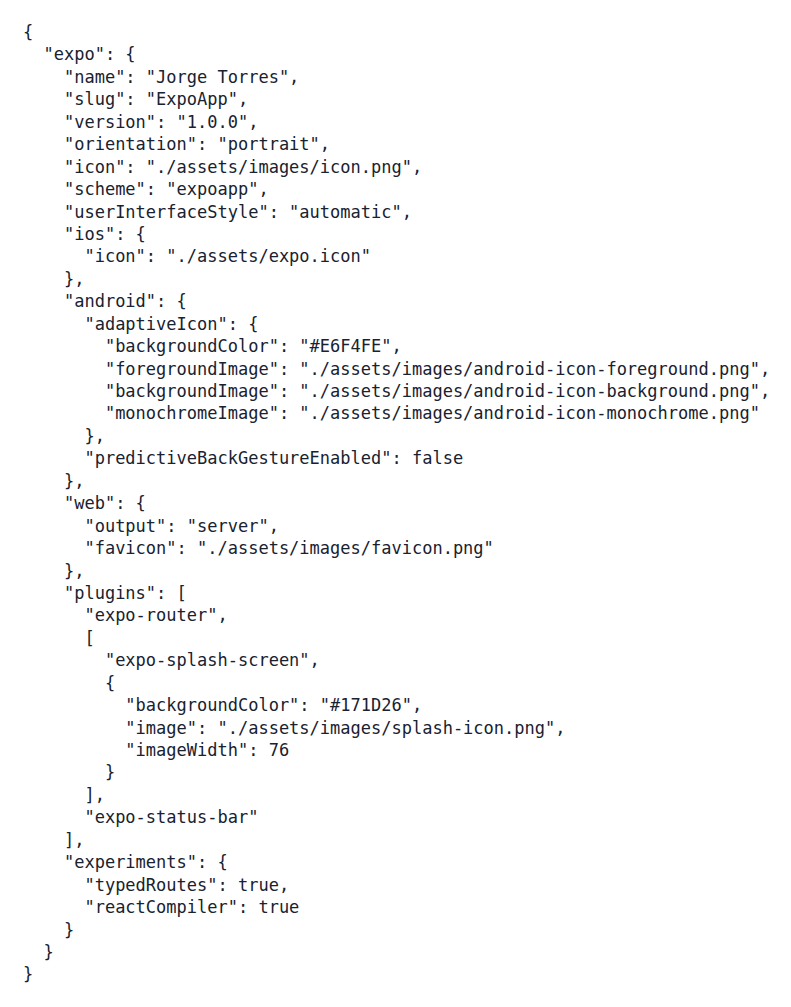 {
  "expo": {
    "name": "Jorge Torres",
    "slug": "ExpoApp",
    "version": "1.0.0",
    "orientation": "portrait",
    "icon": "./assets/images/icon.png",
    "scheme": "expoapp",
    "userInterfaceStyle": "automatic",
    "ios": {
      "icon": "./assets/expo.icon"
    },
    "android": {
      "adaptiveIcon": {
        "backgroundColor": "#E6F4FE",
        "foregroundImage": "./assets/images/android-icon-foreground.png",
        "backgroundImage": "./assets/images/android-icon-background.png",
        "monochromeImage": "./assets/images/android-icon-monochrome.png"
      },
      "predictiveBackGestureEnabled": false
    },
    "web": {
      "output": "server",
      "favicon": "./assets/images/favicon.png"
    },
    "plugins": [
      "expo-router",
      [
        "expo-splash-screen",
        {
          "backgroundColor": "#171D26",
          "image": "./assets/images/splash-icon.png",
          "imageWidth": 76
        }
      ],
      "expo-status-bar"
    ],
    "experiments": {
      "typedRoutes": true,
      "reactCompiler": true
    }
  }
}